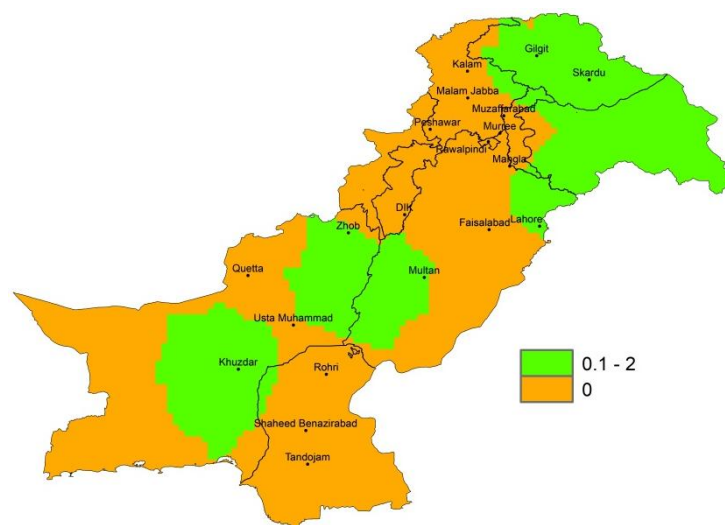 Gilgit
Kalam
Skardu
Malam Jabba
Muzaffarabad
Peshawar
Murree
Rawalpindi
Mangla
DIK
Faisalabad
Lahore
Zhob
Quetta
Multan
Usta Muhammad
Khuzdar
Rohri
0.1 - 2
0
Shaheed Benazirabad
Tandojam